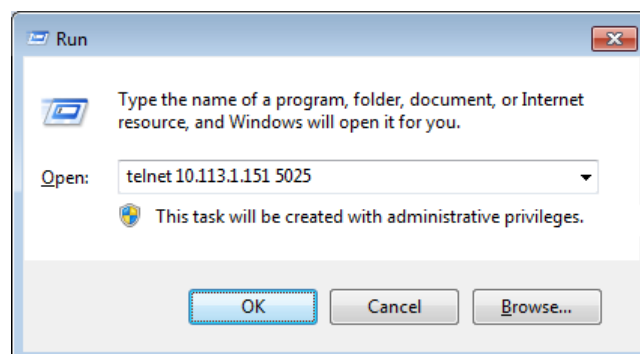 Run
Type the name of a program, folder, document, or Internet
resource, and Windows will open it for you.
Open: telnet 10.113.1.151 5025
This task will be created with administrative privileges.
OK Cancel Browse...